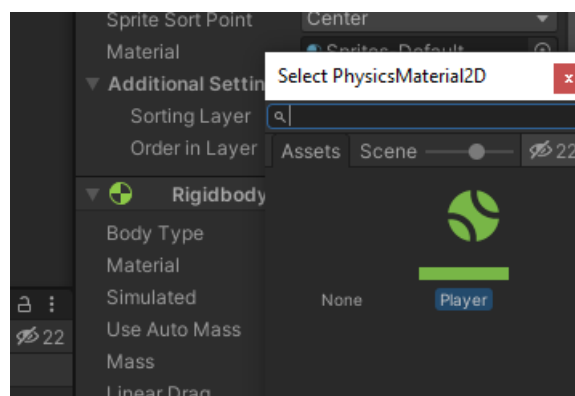 Sprite Sort Point Center
Material Sprites-Default
Select PhysicsMaterial2D x
Additional Settin
Sorting Layer
Order in Layer
Assets Scene 22
Rigidbody
Body Type
Material
Simulated
None Player
Use Auto Mass
22
Mass
Linear Drag